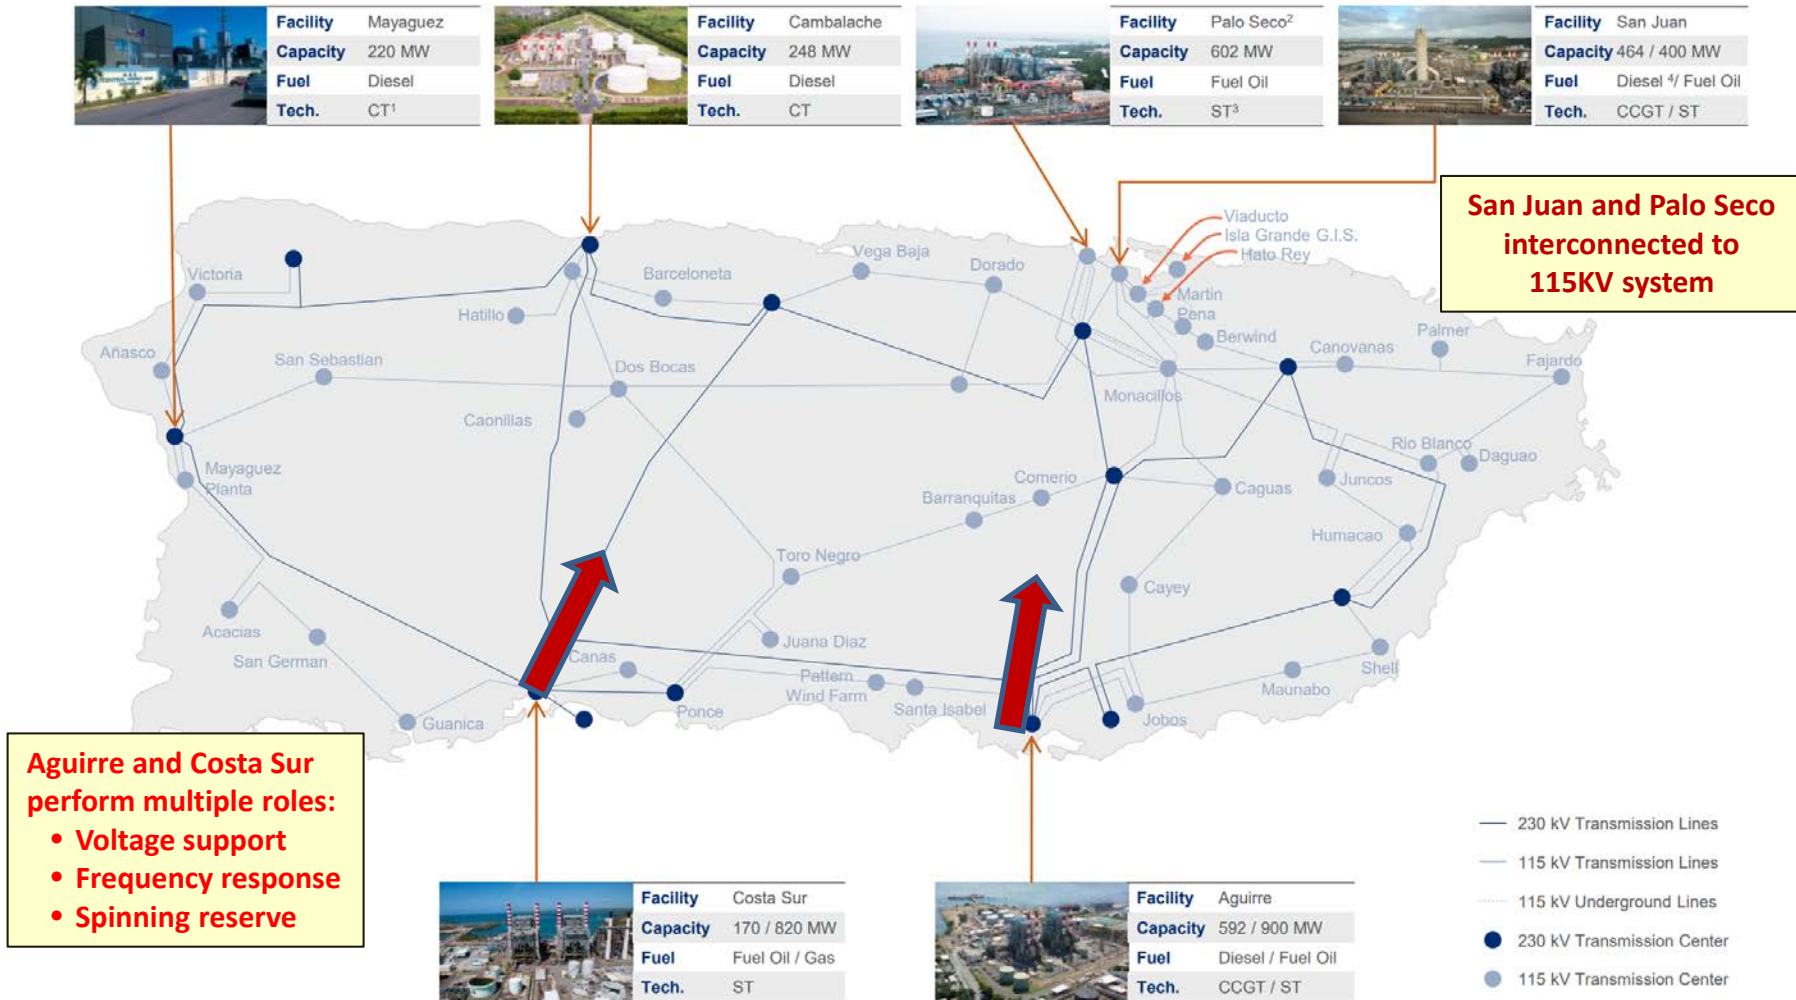 Facility Mayaguez
Capacity 220 MW
Fuel Diesel
Tech. CT¹
Facility Cambalache
Capacity 248 MW
Fuel Diesel
Tech. CT
Facility Palo Seco²
Capacity 602 MW
Fuel Fuel Oil
Tech. ST³
Facility San Juan
Capacity 464 / 400 MW
Fuel Diesel ⁴/ Fuel Oil
Tech. CCGT / ST
San Juan and Palo Seco
interconnected to
115KV system
Viaducto
Isla Grande G.I.S.
Hato Rey
Victoria
Barceloneta
Vega Baja
Dorado
Martin
Pena
Hatillo
Berwind
Palmer
Añasco
San Sebastian
Dos Bocas
Canovanas
Fajardo
Monacillos
Caonillas
Rio Blanco
Daguao
Mayaguez
Planta
Comerio
Barranquitas
Caguas
Juncos
Humacao
Toro Negro
Cayey
Acacias
San German
Canas
Juana Diaz
Pattern
Wind Farm
Shell
Maunabo
Guanica
Ponce
Santa Isabel
Jobos
Aguirre and Costa Sur
perform multiple roles:
• Voltage support
• Frequency response
• Spinning reserve
Facility Costa Sur
Capacity 170 / 820 MW
Fuel Fuel Oil / Gas
Tech. ST
Facility Aguirre
Capacity 592 / 900 MW
Fuel Diesel / Fuel Oil
Tech. CCGT / ST
230 kV Transmission Lines
115 kV Transmission Lines
115 kV Underground Lines
230 kV Transmission Center
115 kV Transmission Center